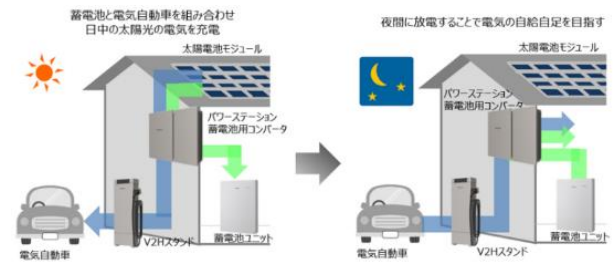 蓄電池と電気自動車を組み合わせ
日中の太陽光の電気を充電
太陽電池モジュール
パワーステーション
蓄電池用コンバータ
電気自動車
V2Hスタンド
蓄電池ユニット
夜間に放電することで電気の自給自足を目指す
太陽電池モジュール
パワーステーション
蓄電池用コンバータ
電気自動車
V2Hスタンド
蓄電池ユニット